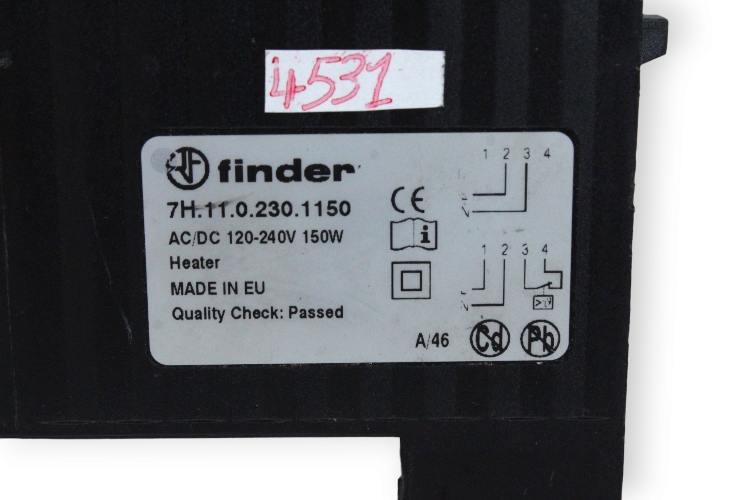 4531
finder
7H.11.0.230.1150
AC/DC 120-240V 150W
Heater
MADE IN EU
Quality Check: Passed
CE
i
1 2 3 4
N
1 2 3 4
L
N
A/46
Cd
Pb